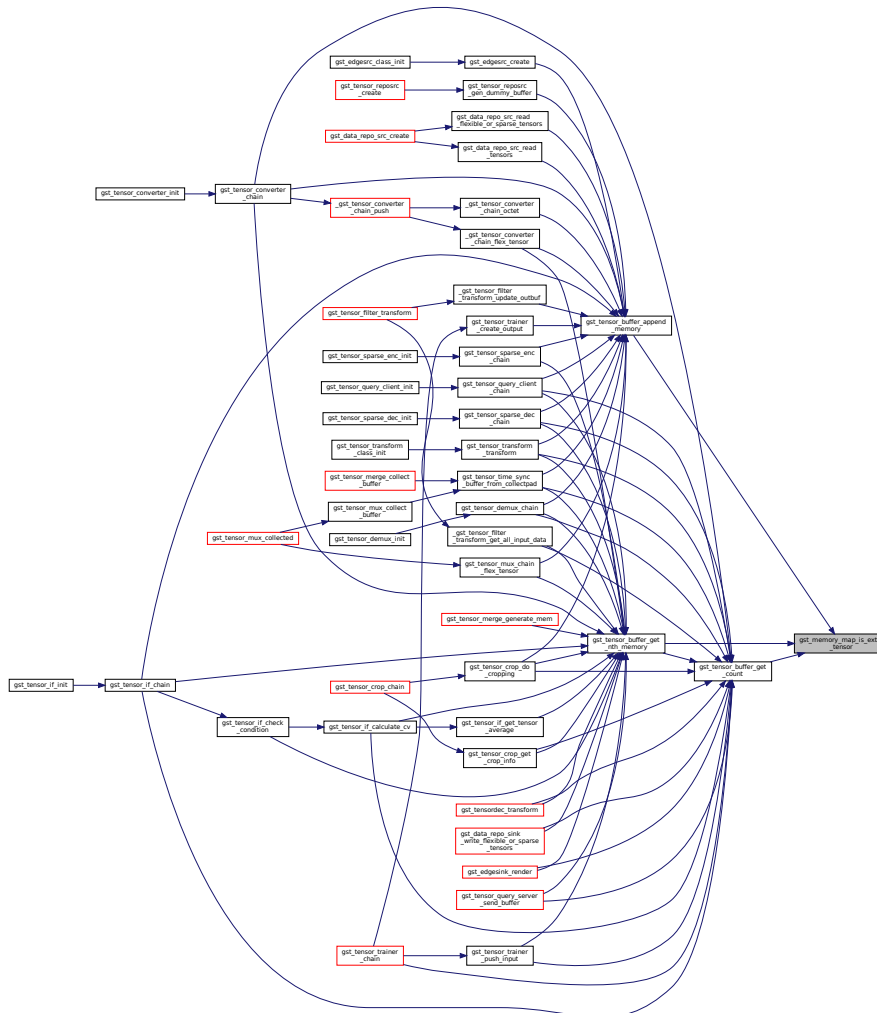 gst_edgesrc_class_init
gst_edgesrc_create
gst_tensor_reposrc
_create
gst_tensor_reposrc
_gen_dummy_buffer
gst_data_repo_src_read
_flexible_or_sparse_tensors
gst_data_repo_src_create
gst_data_repo_src_read
_tensors
gst_tensor_converter_init
gst_tensor_converter
_chain
_gst_tensor_converter
_chain_push
_gst_tensor_converter
_chain_octet
_gst_tensor_converter
_chain_flex_tensor
_gst_tensor_filter
_transform_update_outbuf
gst_tensor_filter_transform
gst_tensor_trainer
_create_output
gst_tensor_buffer_append
_memory
gst_tensor_sparse_enc_init
gst_tensor_sparse_enc
_chain
gst_tensor_query_client_init
gst_tensor_query_client
_chain
gst_tensor_sparse_dec_init
gst_tensor_sparse_dec
_chain
gst_tensor_transform
_class_init
gst_tensor_transform
_transform
gst_tensor_merge_collect
_buffer
gst_tensor_time_sync
_buffer_from_collectpad
gst_tensor_mux_collect
_buffer
gst_tensor_demux_chain
gst_tensor_mux_collected
gst_tensor_demux_init
_gst_tensor_filter
_transform_get_all_input_data
gst_tensor_mux_chain
_flex_tensor
gst_tensor_merge_generate_mem
gst_tensor_buffer_get
_nth_memory
gst_memory_map_is_extra
_tensor
gst_tensor_if_init
gst_tensor_if_chain
gst_tensor_crop_chain
gst_tensor_crop_do
_cropping
gst_tensor_buffer_get
_count
gst_tensor_if_check
_condition
gst_tensor_if_calculate_cv
gst_tensor_if_get_tensor
_average
gst_tensor_crop_get
_crop_info
gst_tensordec_transform
gst_data_repo_sink
_write_flexible_or_sparse
_tensors
gst_edgesink_render
gst_tensor_query_server
_send_buffer
gst_tensor_trainer
_chain
gst_tensor_trainer
_push_input